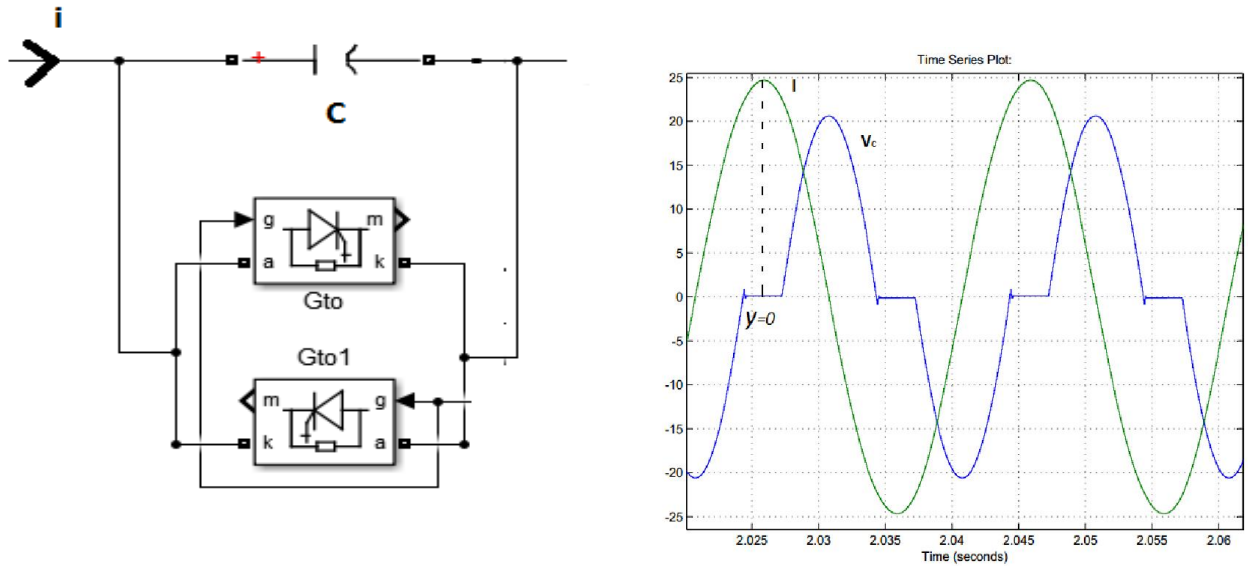 i
+
C
g m
a k
Gto
Gto1
m g
k a
Time Series Plot:
I
Vc
y=0
25
20
15
10
5
0
-5
-10
-15
-20
-25
2.025 2.03 2.035 2.04 2.045 2.05 2.055 2.06
Time (seconds)